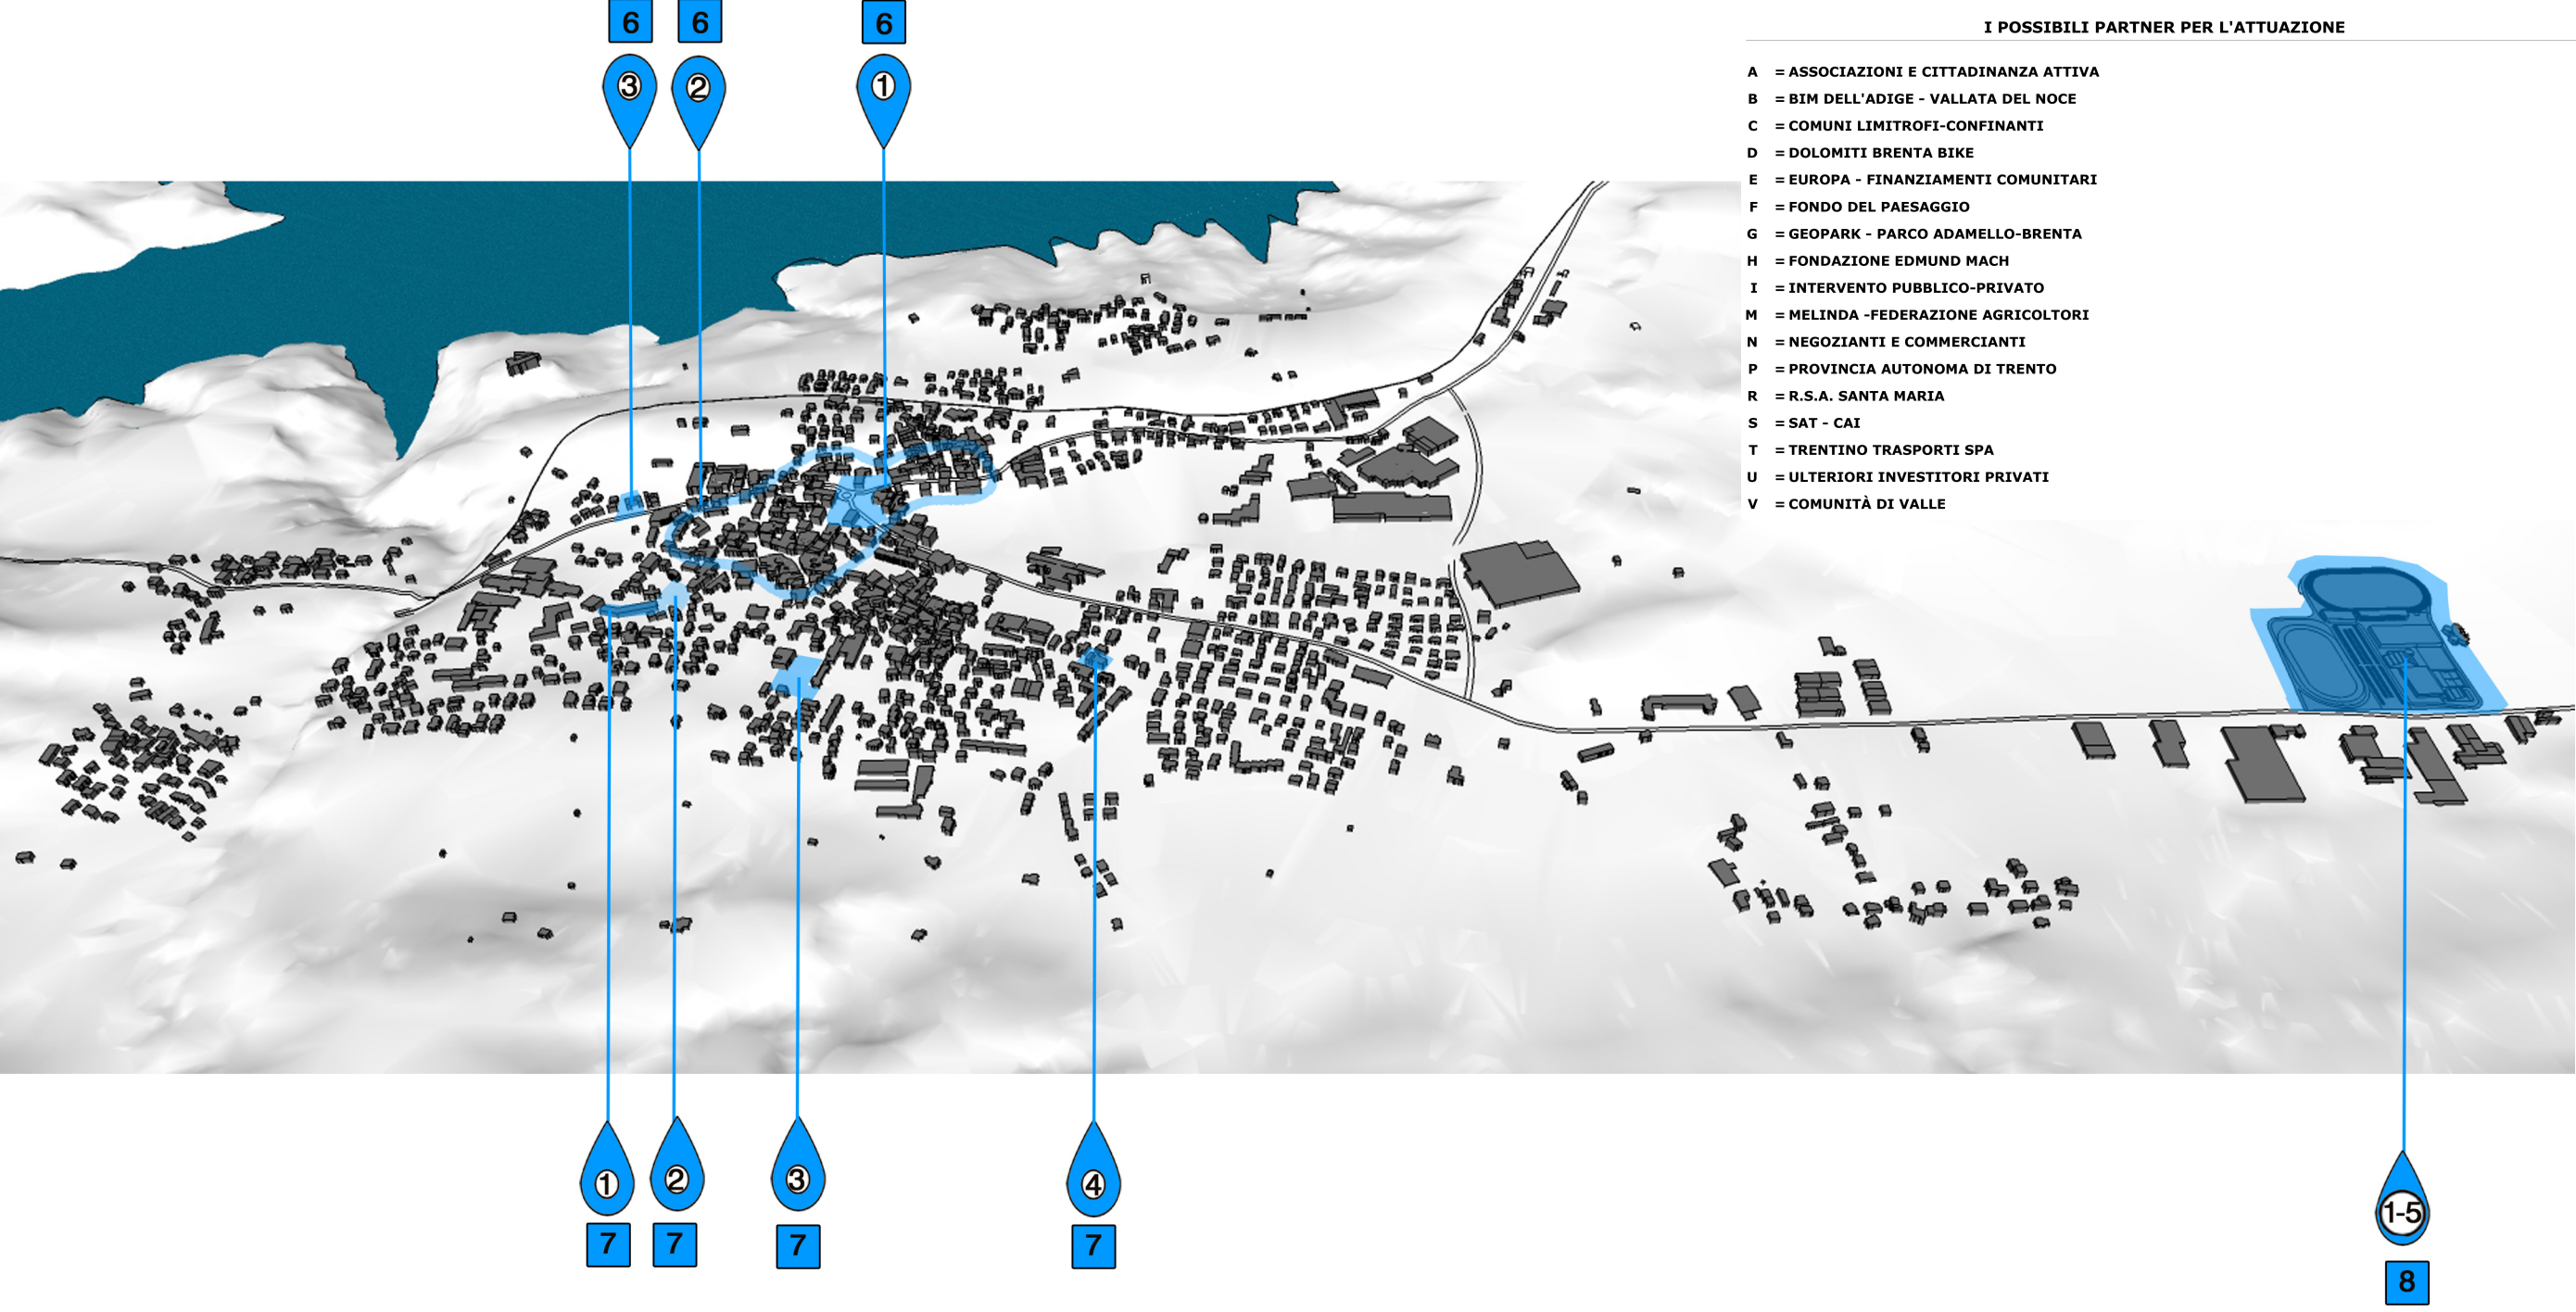 6 6 6
3 2 1
I POSSIBILI PARTNER PER L'ATTUAZIONE
A = ASSOCIAZIONI E CITTADINANZA ATTIVA
B = BIM DELL'ADIGE - VALLATA DEL NOCE
C = COMUNI LIMITROFI-CONFINANTI
D = DOLOMITI BRENTA BIKE
E = EUROPA - FINANZIAMENTI COMUNITARI
F = FONDO DEL PAESAGGIO
G = GEOPARK - PARCO ADAMELLO-BRENTA
H = FONDAZIONE EDMUND MACH
I = INTERVENTO PUBBLICO-PRIVATO
M = MELINDA -FEDERAZIONE AGRICOLTORI
N = NEGOZIANTI E COMMERCIANTI
P = PROVINCIA AUTONOMA DI TRENTO
R = R.S.A. SANTA MARIA
S = SAT - CAI
T = TRENTINO TRASPORTI SPA
U = ULTERIORI INVESTITORI PRIVATI
V = COMUNITÀ DI VALLE
1 2 3 4 1-5
7 7 7 7 8